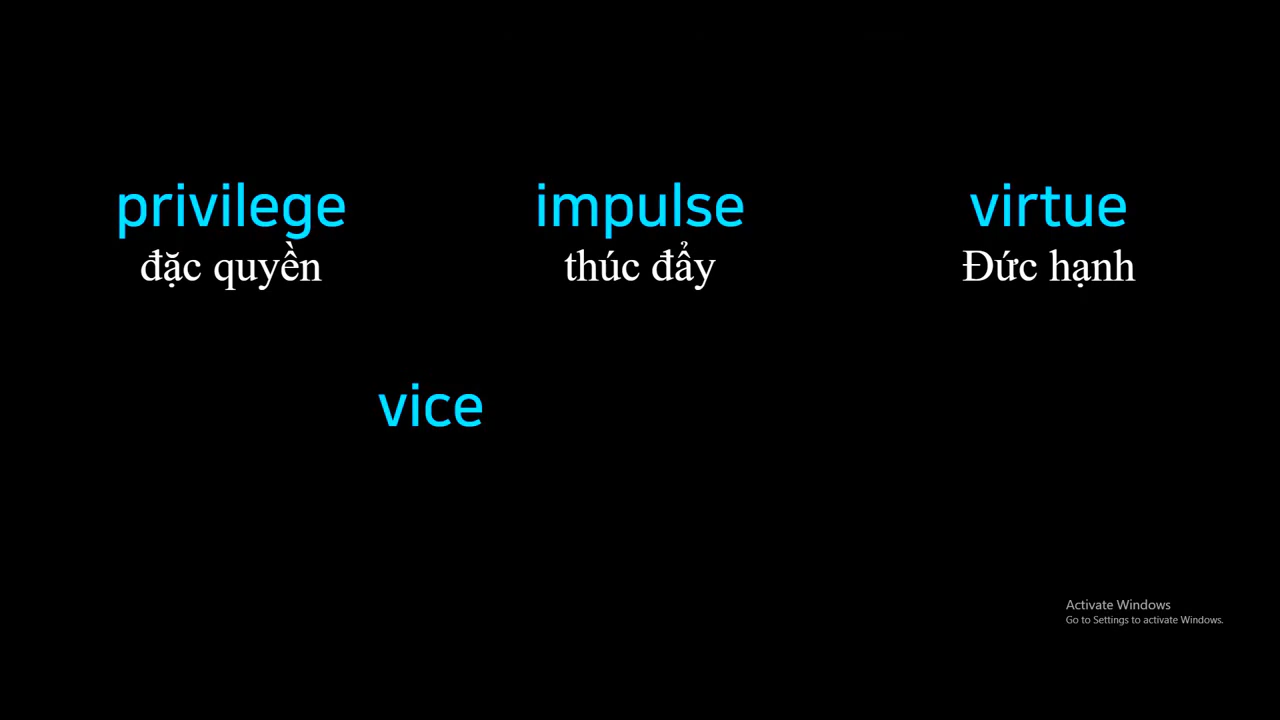 privilege impulse virtue
đặc quyền thúc đẩy Đức hạnh
vice
Activate Windows
Go to Settings to activate Windows.